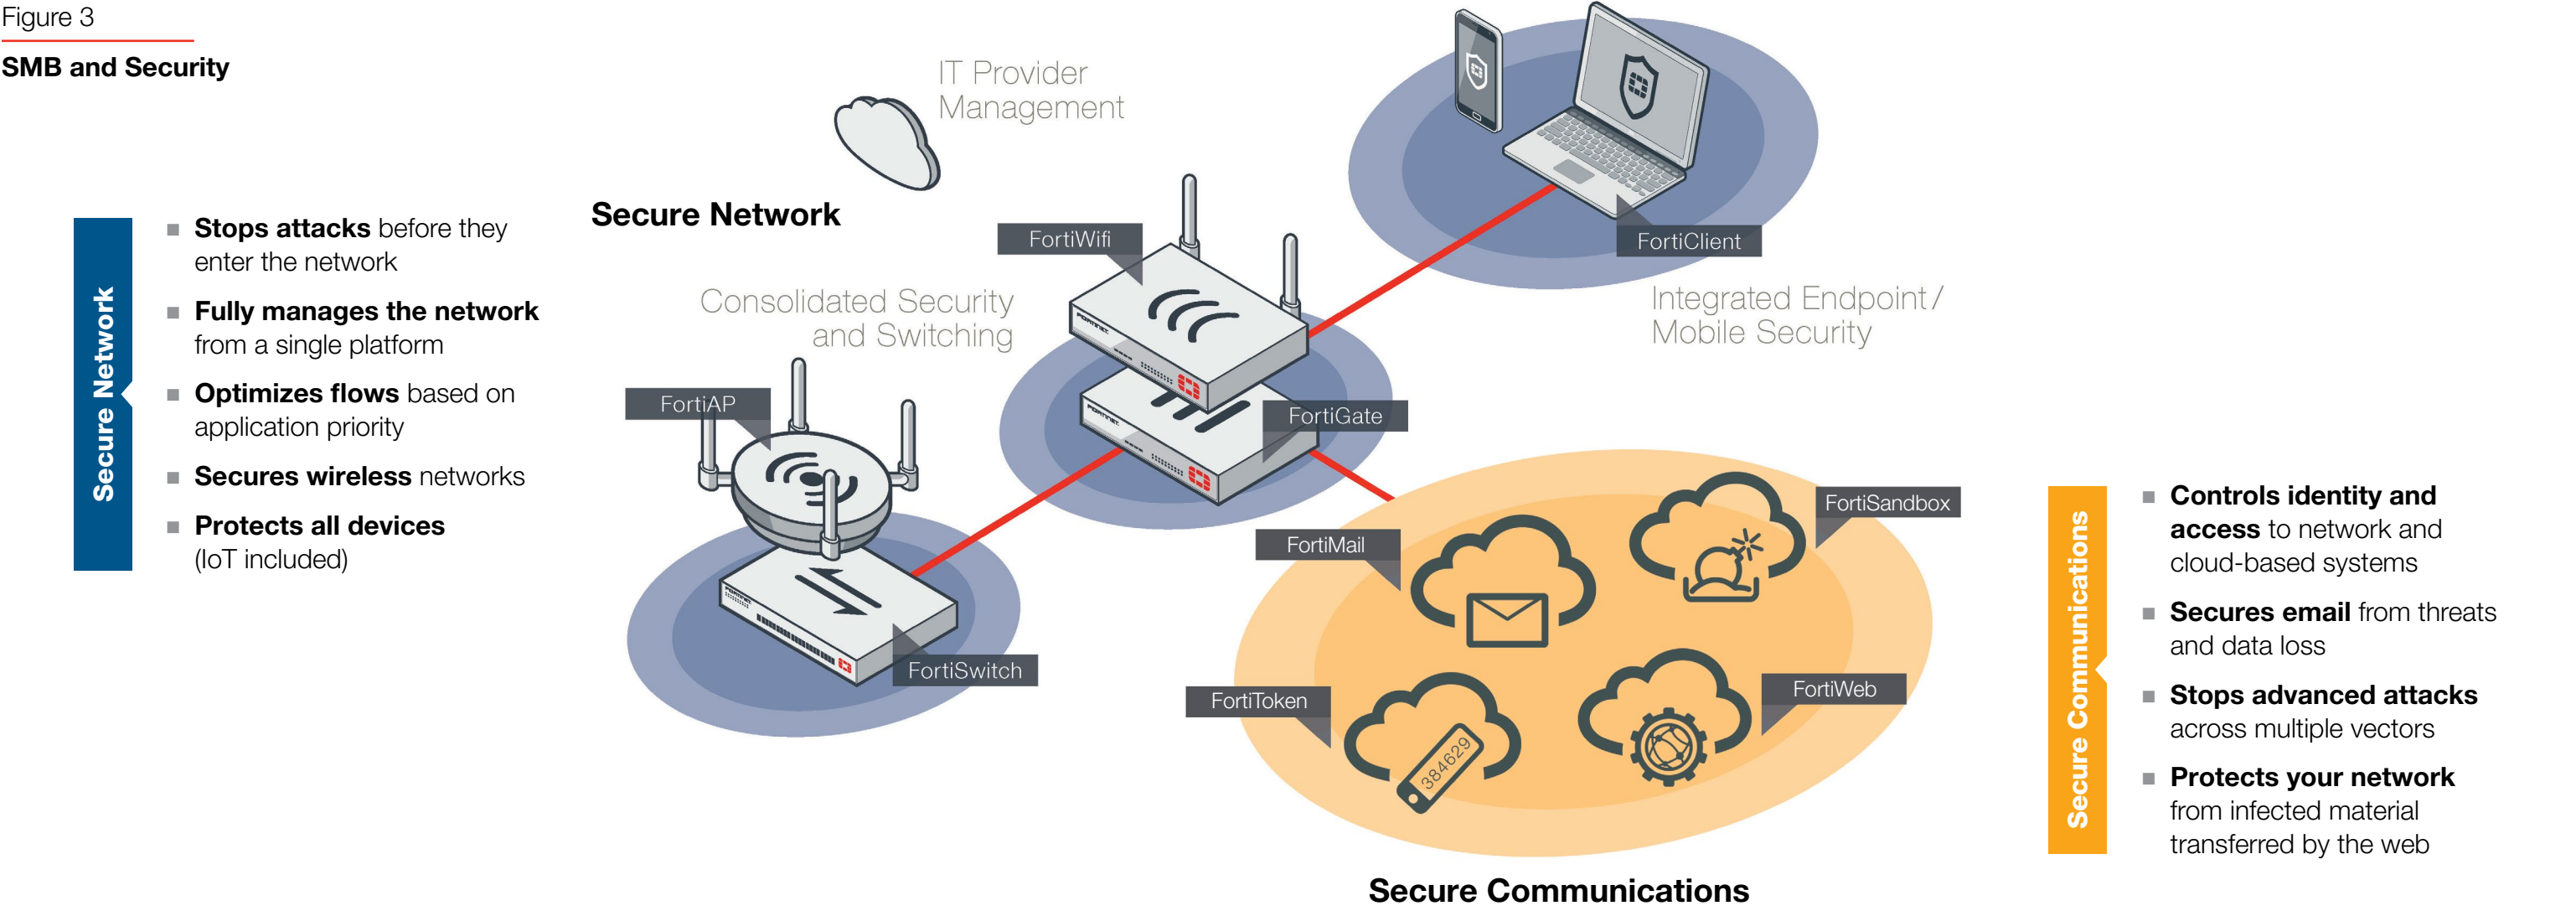 Figure 3
SMB and Security
Secure Network
Stops attacks before they
enter the network
Fully manages the network
from a single platform
Optimizes flows based on
application priority
Secures wireless networks
Protects all devices
(IoT included)
IT Provider
Management
Secure Network
FortiWifi
Consolidated Security
and Switching
FortiAP
FORTINET
FORTINET
FortiGate
FORTINET
FortiSwitch
FortiClient
Integrated Endpoint /
Mobile Security
FortiMail
FortiSandbox
FortiToken
384629
FortiWeb
Secure Communications
Secure Communications
Controls identity and
access to network and
cloud-based systems
Secures email from threats
and data loss
Stops advanced attacks
across multiple vectors
Protects your network
from infected material
transferred by the web